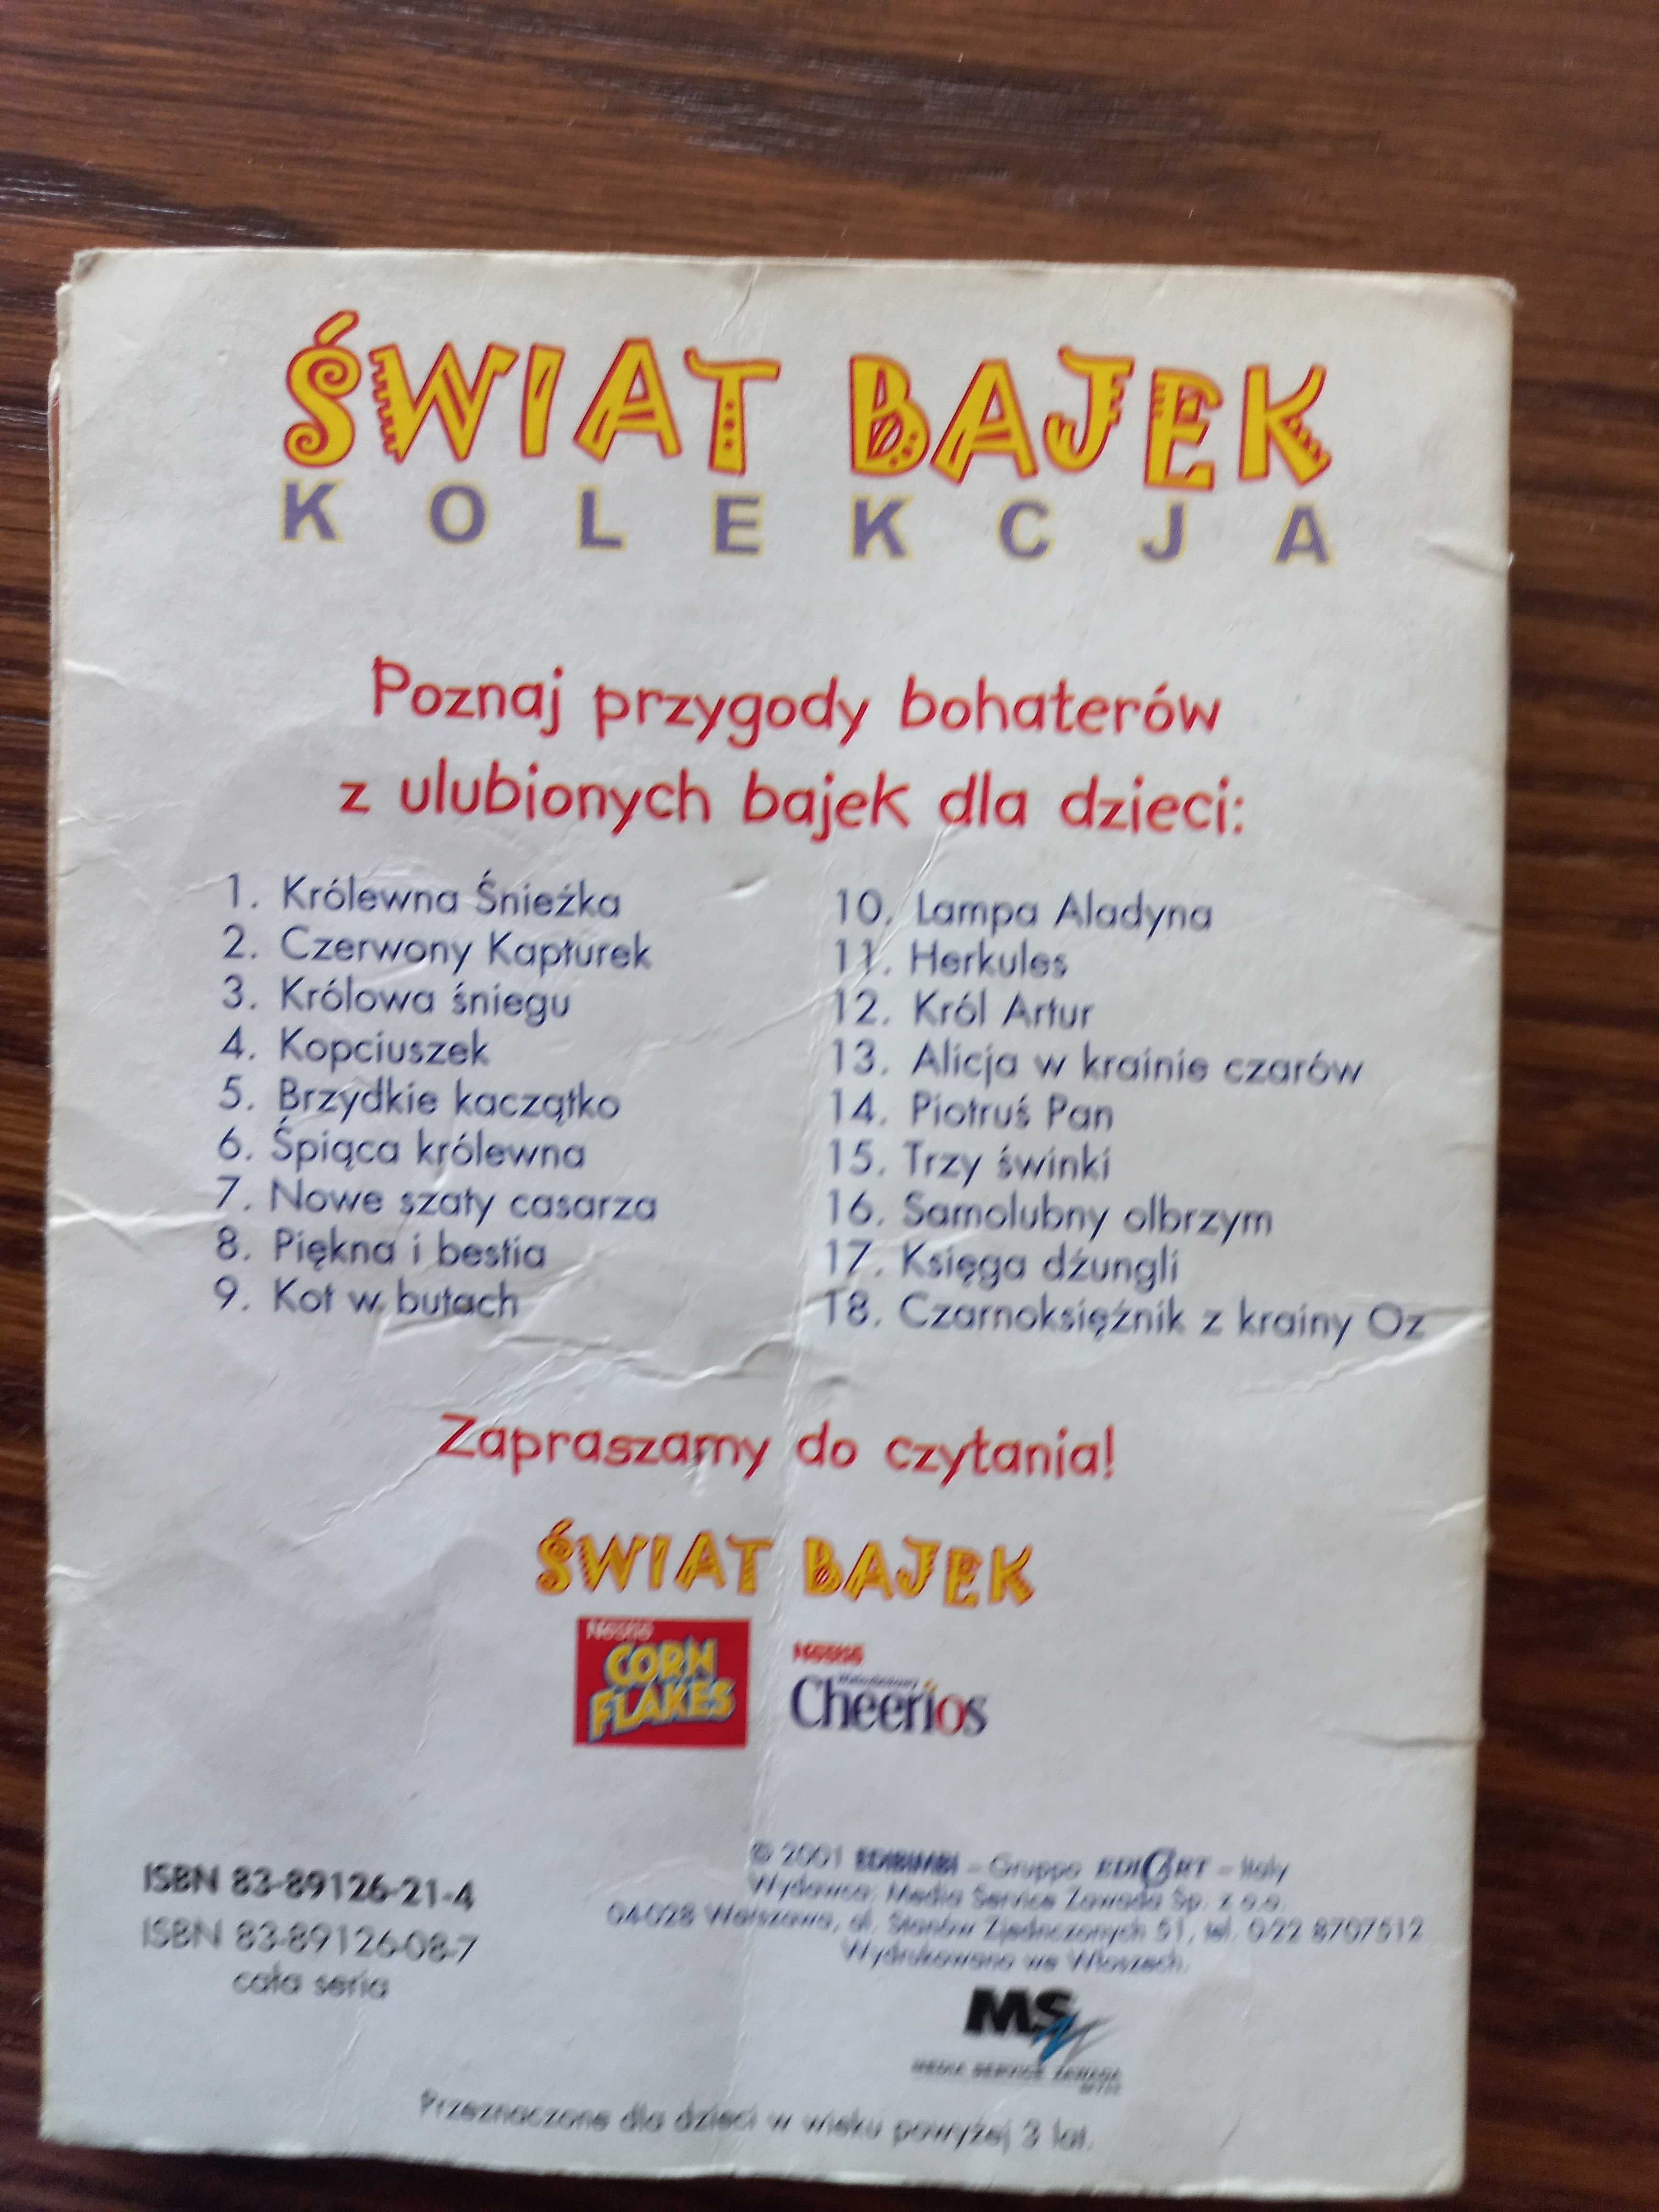 ŚWIAT BAJEK
KOLEKCJA
Poznaj przygody bohaterów
z ulubionych bajek dla dzieci:
1. Królewna Śnieżka
2. Czerwony Kapturek
3. Królowa śniegu
4. Kopciuszek
5. Brzydkie kaczątko
6. Śpiąca królewna
7. Nowe szaty casarza
8. Piękna i bestia
9. Kot w butach
10. Lampa Aladyna
11. Herkules
12. Król Artur
13. Alicja w krainie czarów
14. Piotruś Pan
15. Trzy świnki
16. Samolubny olbrzym
17. Księga dżungli
18. Czarnoksiężnik z krainy Oz
Zapraszamy do czytania!
ŚWIAT BAJEK
Nestlé
CORN
FLAKES
Nestlé
Cheerios
ISBN 83-89126-21-4
ISBN 83-89126-08-7
cała seria
© 2001 EDIBIMBI – Gruppo EDICART – Italy
Wydawca: Media Service Zawada Sp. z o.o.
04-028 Warszawa, al. Stanów Zjednoczonych 51, tel. 0-22 8707512
Wydrukowano we Włoszech.
MS
MEDIA SERVICE ZAWADA
Przeznaczone dla dzieci w wieku powyżej 3 lat.